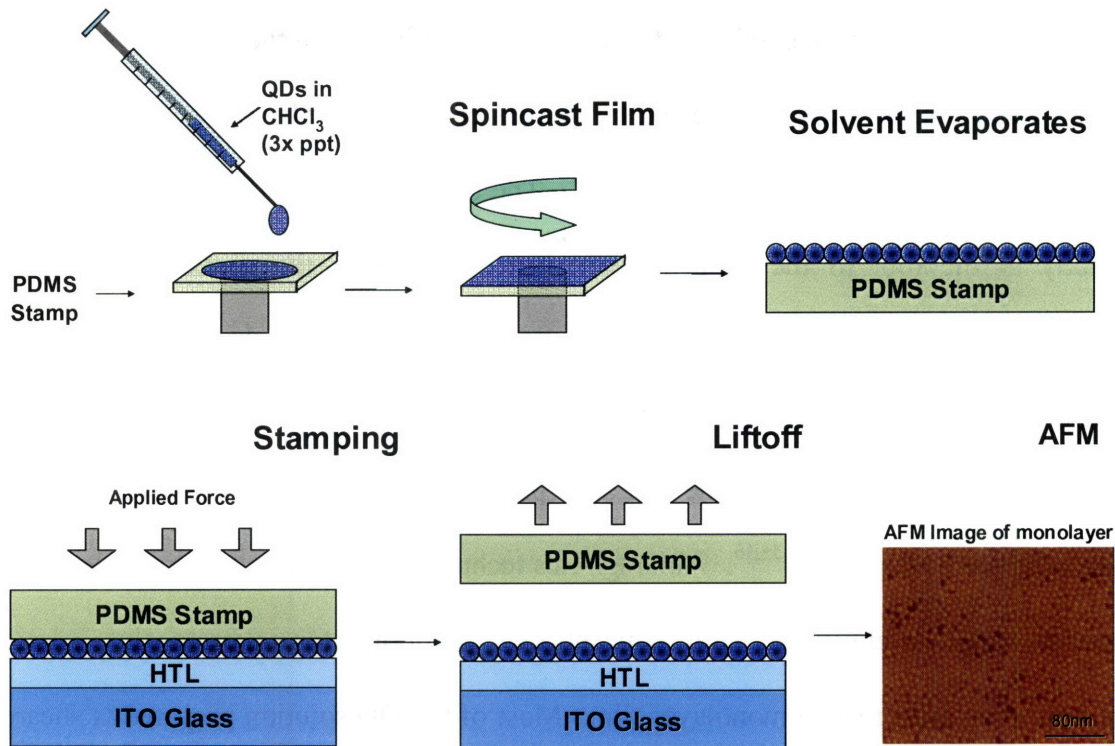 QDs in
CHCl₃
(3x ppt)
Spincast Film
Solvent Evaporates
PDMS
Stamp
PDMS Stamp
Stamping
Liftoff
AFM
Applied Force
AFM Image of monolayer
PDMS Stamp
PDMS Stamp
HTL
HTL
ITO Glass
ITO Glass
80nm